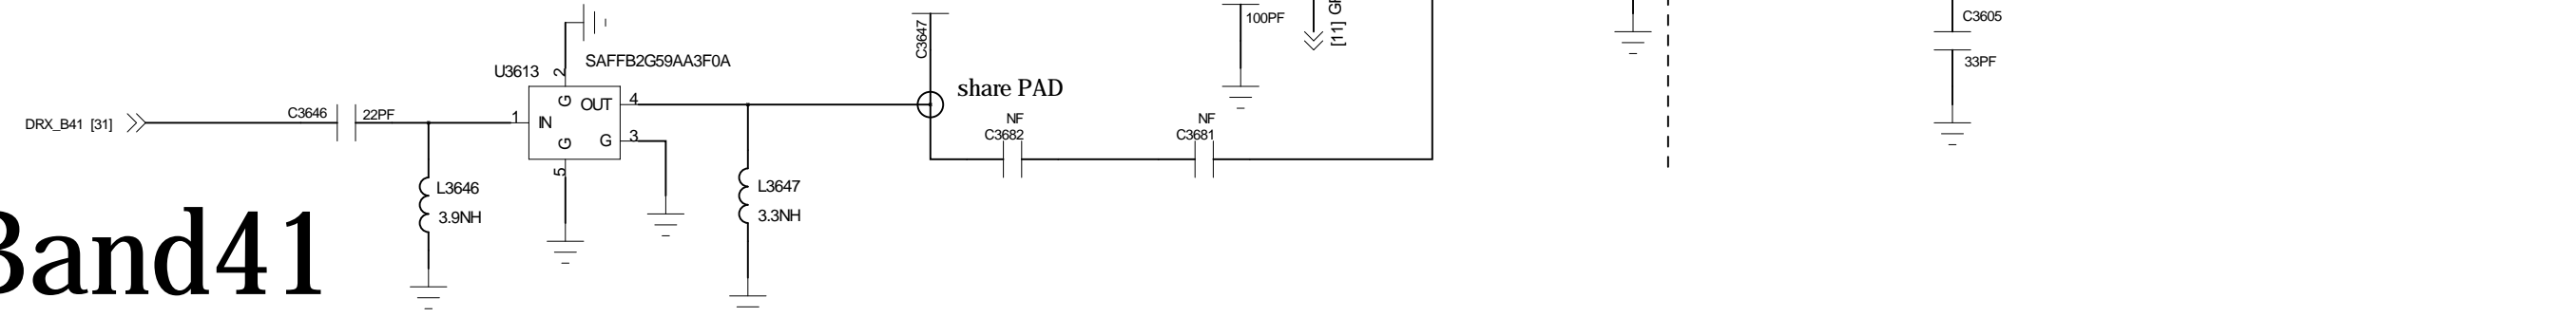 C3647
100PF
[11]
C3605
33PF
SAFFB2G59AA3F0A
U3613
2
share PAD
DRX_B41 [31]
C3646
22PF
1
IN
G
OUT
4
G
G
3
5
NF
C3682
NF
C3681
L3646
3.9NH
L3647
3.3NH
Band41